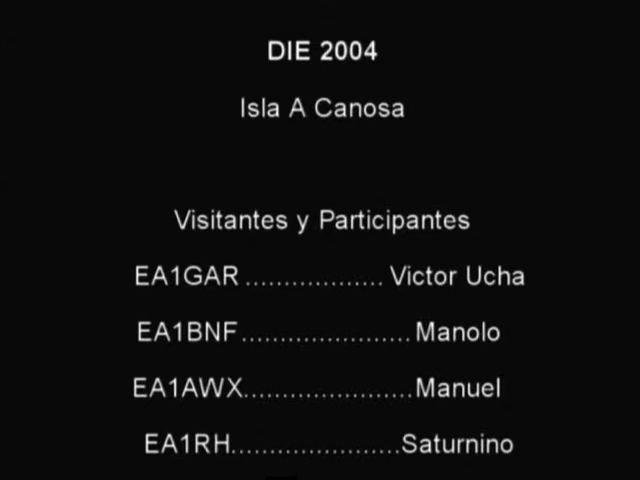 DIE 2004
Isla A Canosa
Visitantes y Participantes
EA1GAR .................. Victor Ucha
EA1BNF...................... Manolo
EA1AWX......................Manuel
EA1RH......................Saturnino